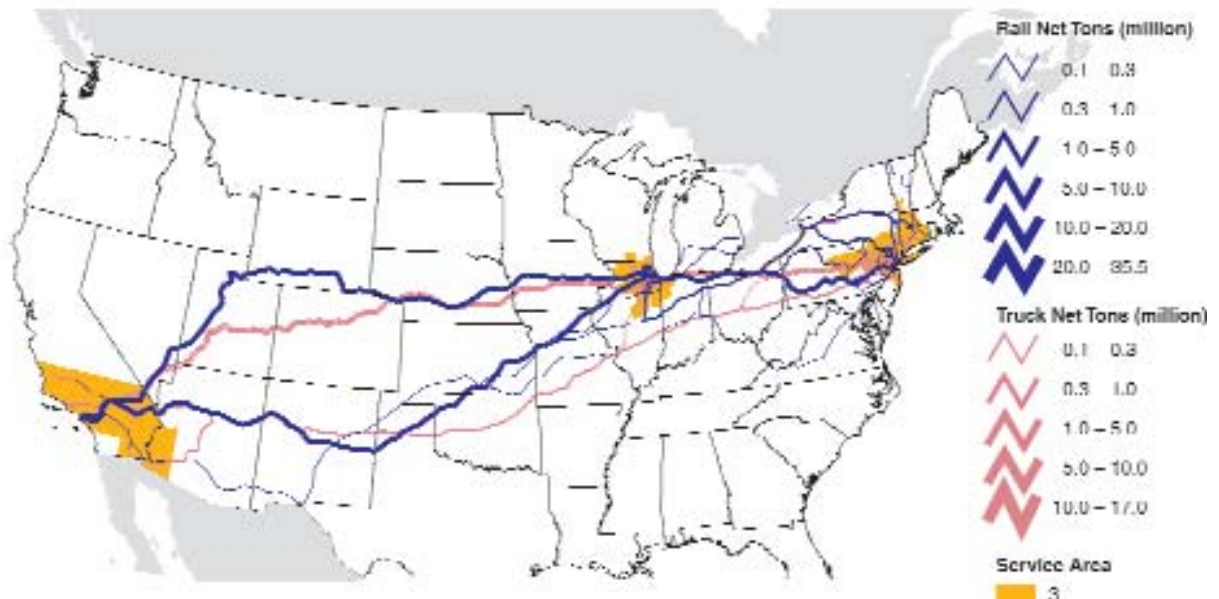 Rail Net Tons (million)
0.1 0.3
0.3 1.0
1.0 – 5.0
5.0 – 10.0
10.0 – 20.0
20.0 35.5
Truck Net Tons (million)
0.1 0.3
0.3 1.0
1.0 – 5.0
5.0 – 10.0
10.0 – 17.0
Service Area
3